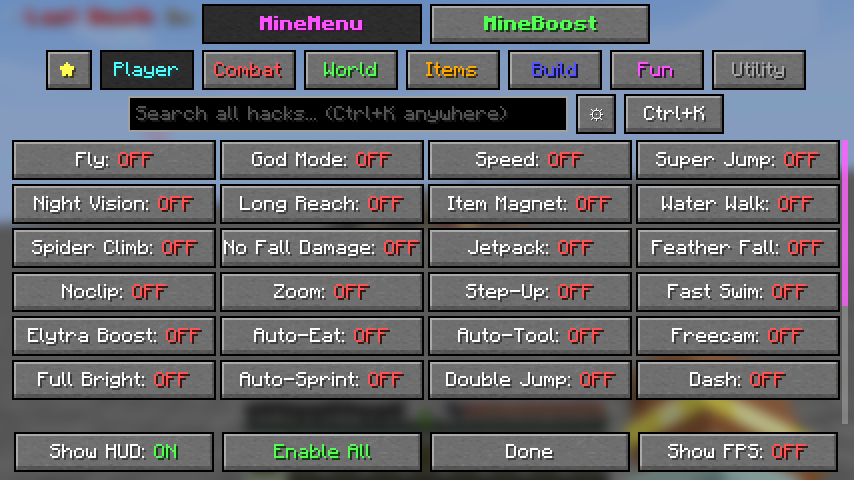 MineMenu MineBoost
Player Combat World Items Build Fun Utility
Search all hacks... (Ctrl+K anywhere) Ctrl+K
Fly: OFF God Mode: OFF Speed: OFF Super Jump: OFF
Night Vision: OFF Long Reach: OFF Item Magnet: OFF Water Walk: OFF
Spider Climb: OFF No Fall Damage: OFF Jetpack: OFF Feather Fall: OFF
Noclip: OFF Zoom: OFF Step-Up: OFF Fast Swim: OFF
Elytra Boost: OFF Auto-Eat: OFF Auto-Tool: OFF Freecam: OFF
Full Bright: OFF Auto-Sprint: OFF Double Jump: OFF Dash: OFF
Show HUD: ON Enable All Done Show FPS: OFF